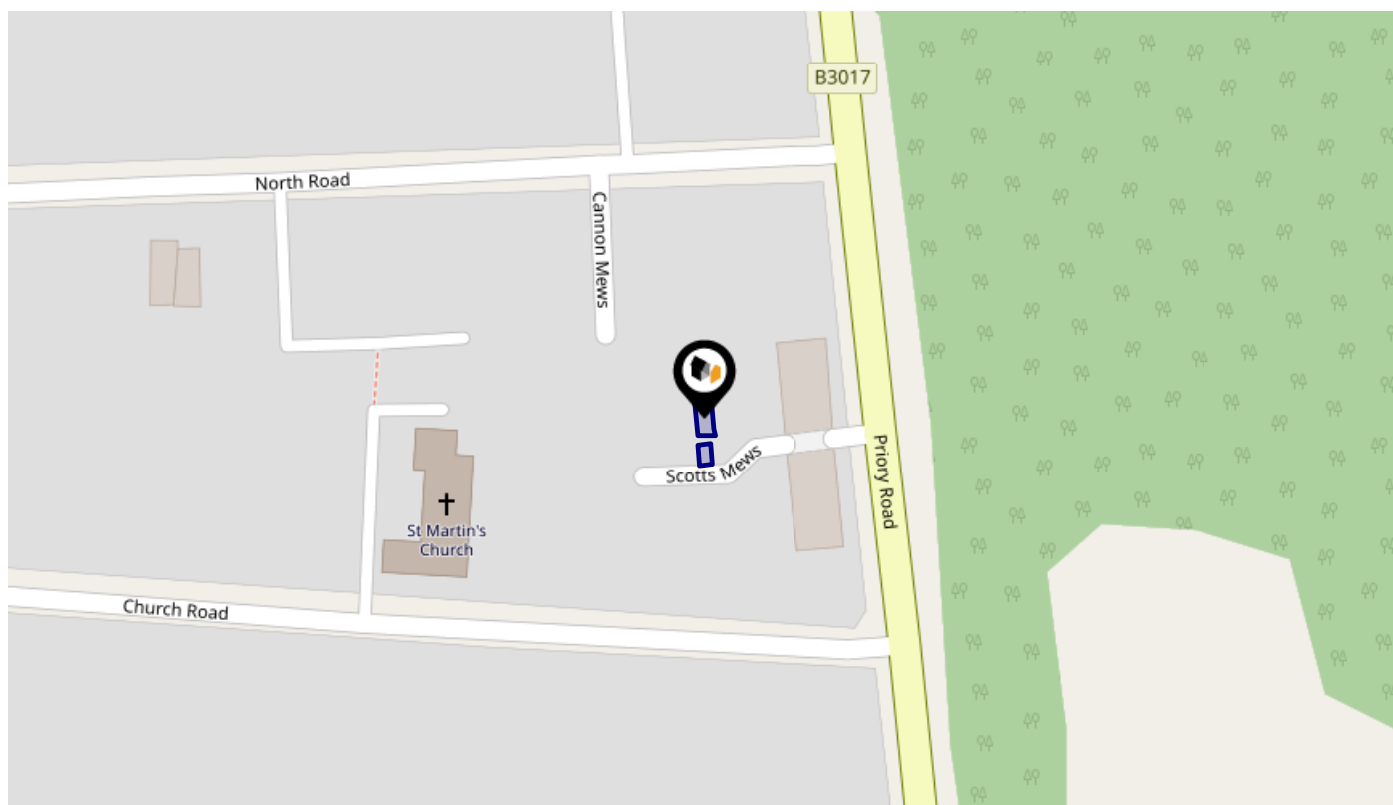 B3017
North Road
Cannon Mews
Priory Road
Scotts Mews
St Martin's
Church
Church Road